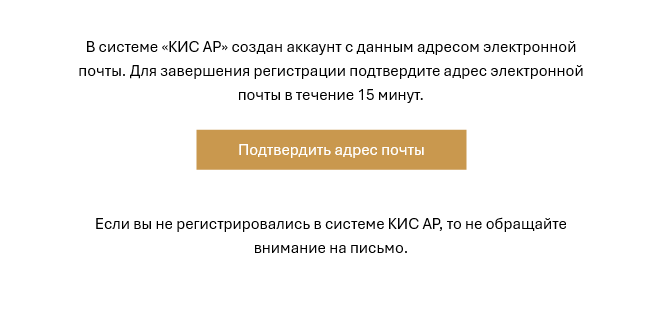 В системе «КИС АР» создан аккаунт с данным адресом электронной
почты. Для завершения регистрации подтвердите адрес электронной
почты в течение 15 минут.
Подтвердить адрес почты
Если вы не регистрировались в системе КИС АР, то не обращайте
внимание на письмо.